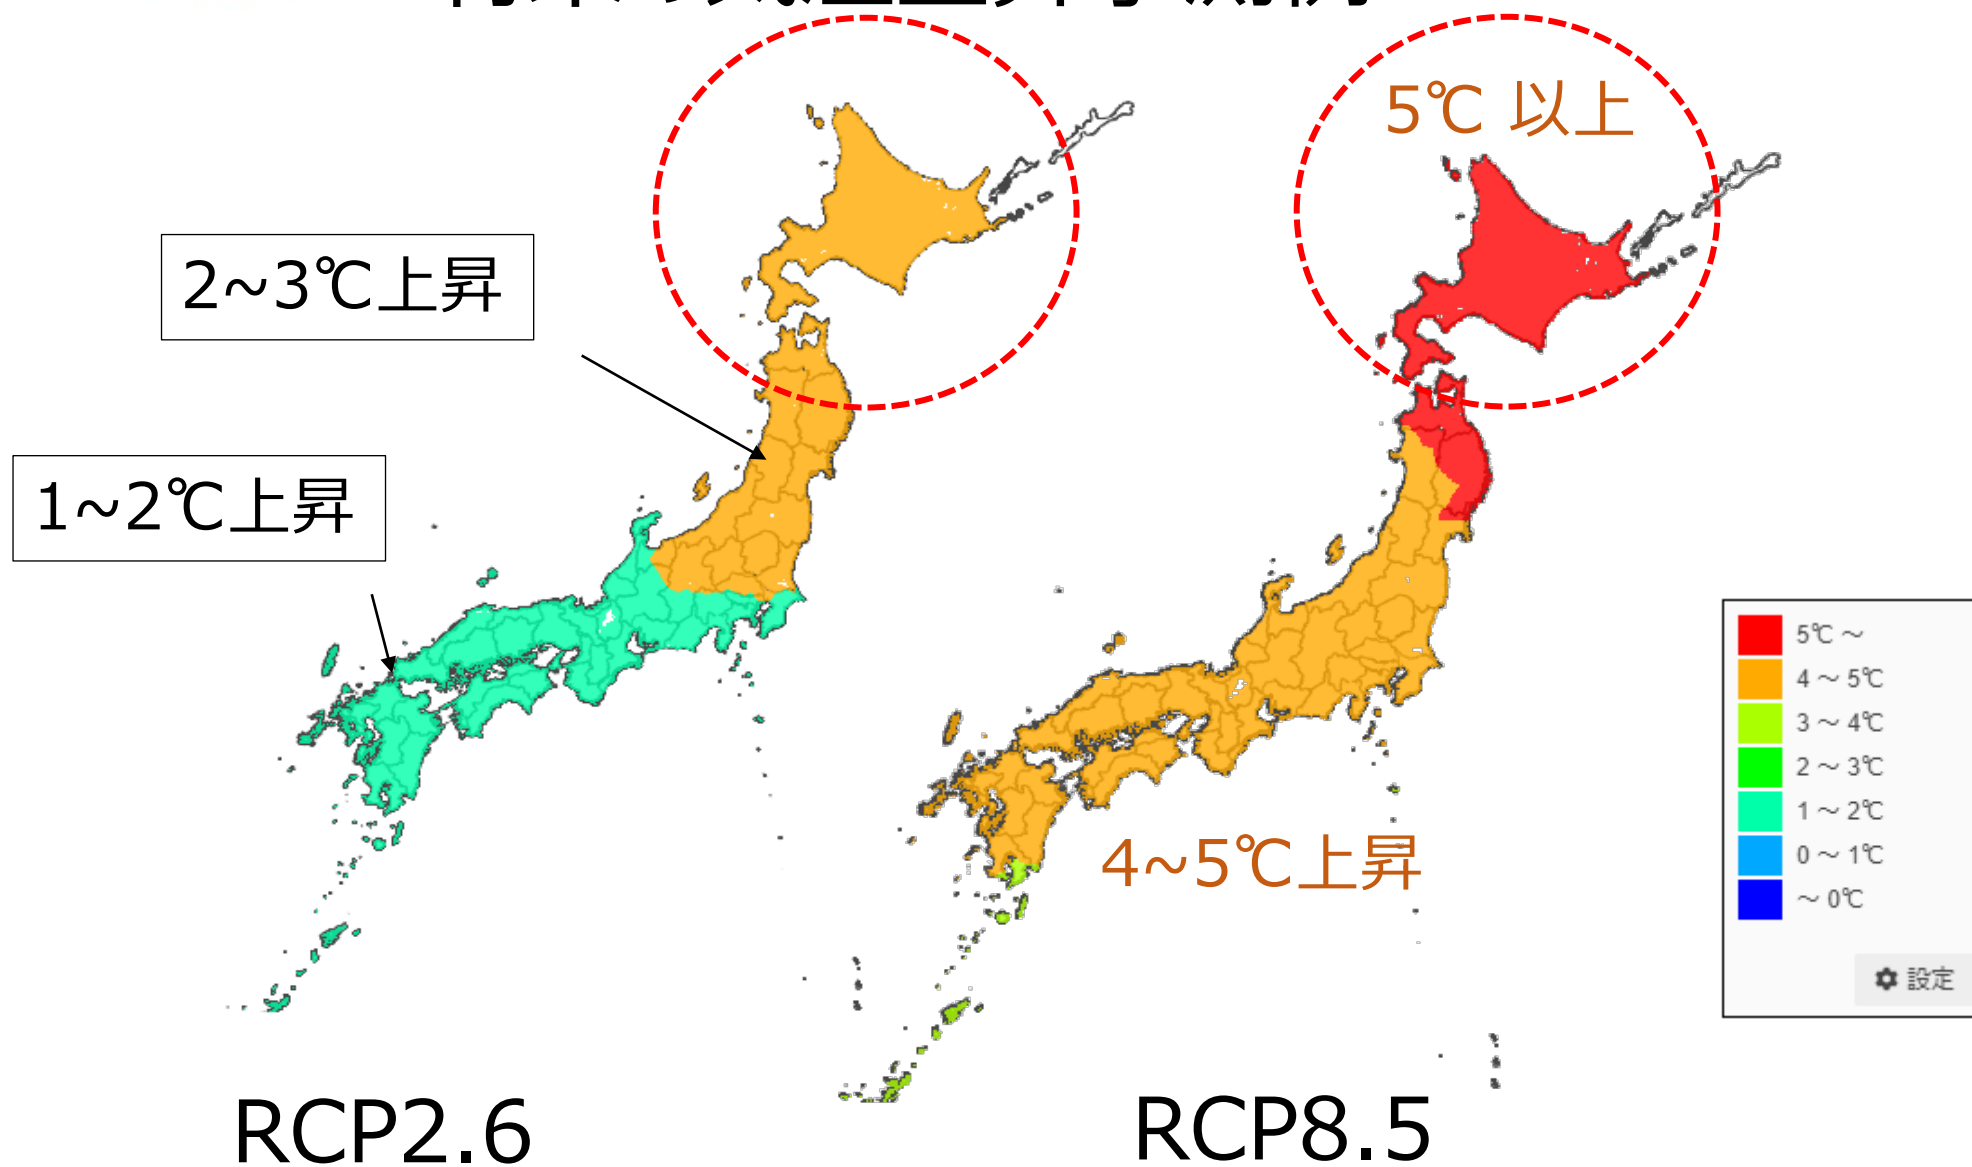 5℃ 以上
2~3℃上昇
1~2℃上昇
4~5℃上昇
5℃ ～
4 ～ 5℃
3 ～ 4℃
2 ～ 3℃
1 ～ 2℃
0 ～ 1℃
～ 0℃
設定
RCP2.6
RCP8.5